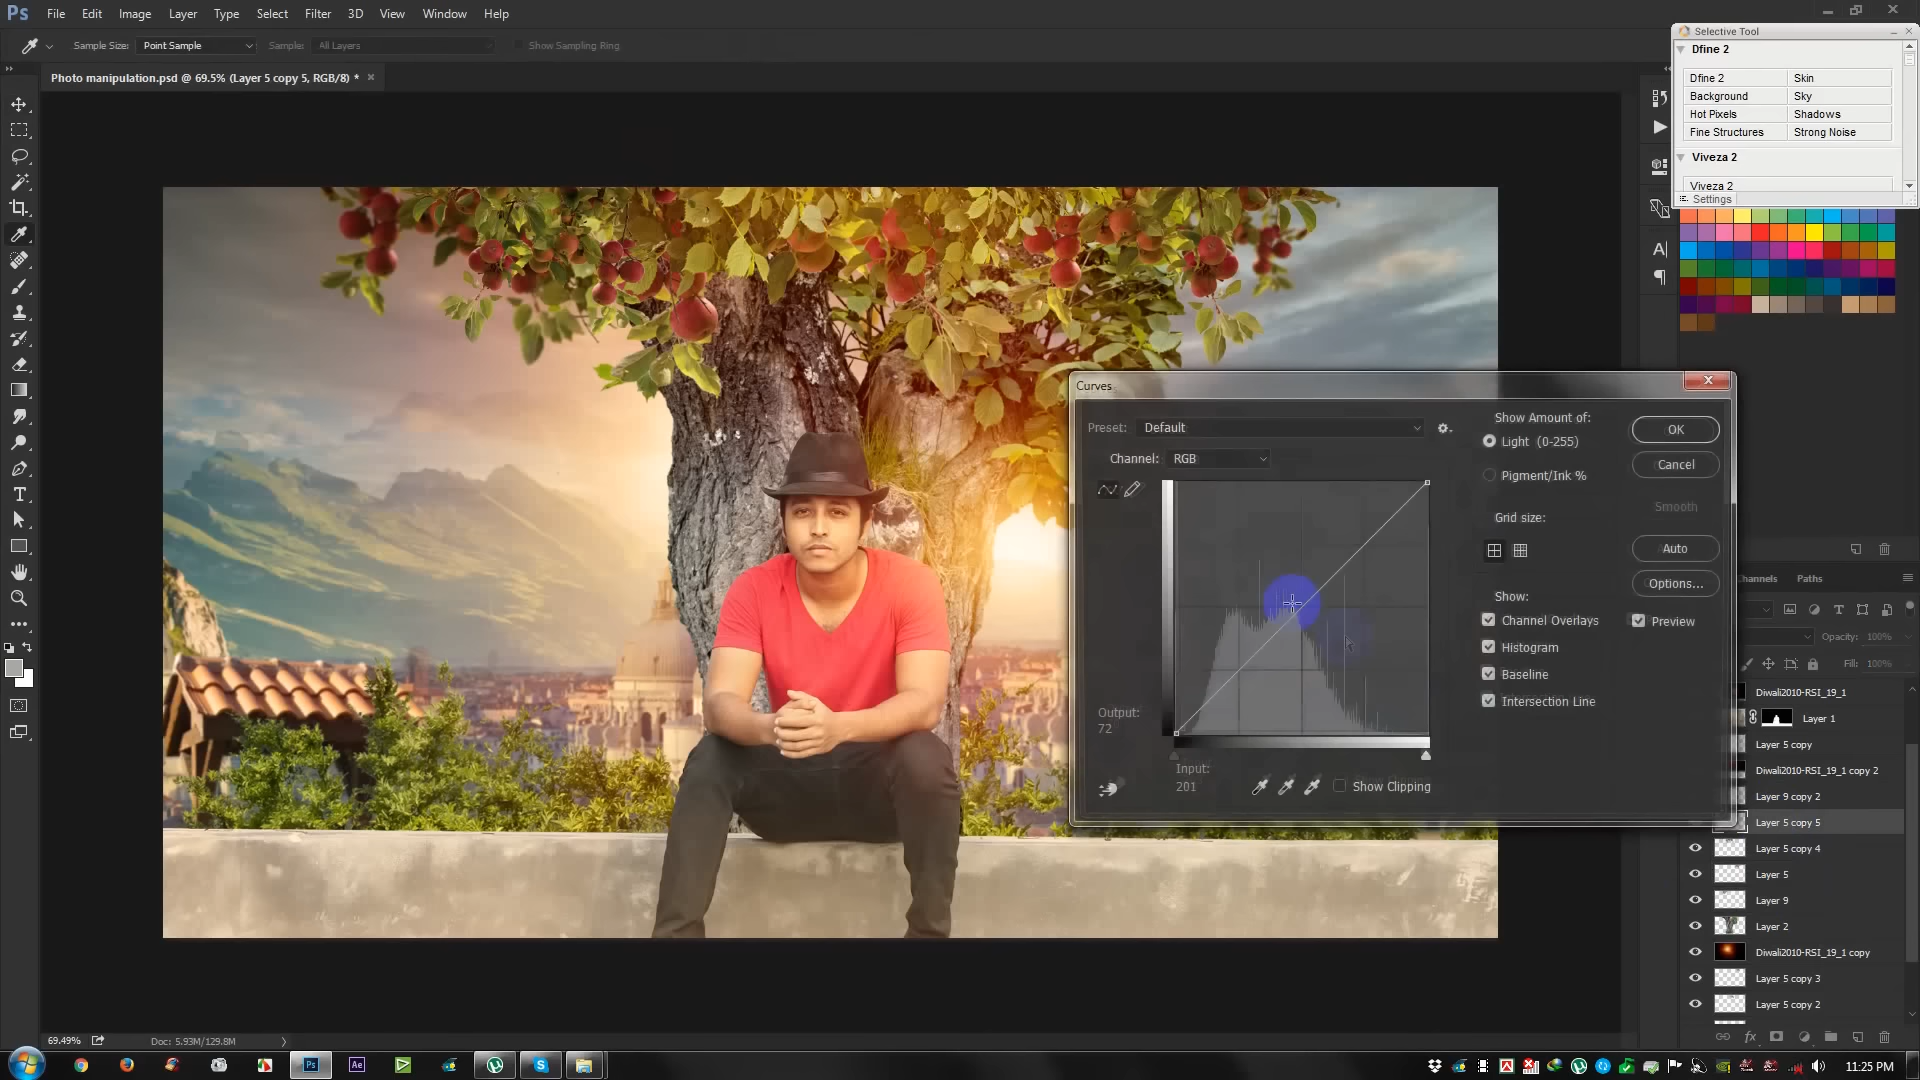 Ps File Edit Image Layer Type Select Filter 3D View Window Help
Sample Size: Point Sample Sample: All Layers Show Sampling Ring
Selective Tool
Dfine 2
Dfine 2 Skin
Background Sky
Hot Pixels Shadows
Fine Structures Strong Noise
Viveza 2
Viveza 2
Settings
Photo manipulation.psd @ 69.5% (Layer 5 copy 5, RGB/8) * ×
Curves
Preset: Default
Channel: RGB
Output:
72
Input:
201
Show Clipping
Show Amount of:
Light (0-255)
Pigment/Ink %
Grid size:
Show:
Channel Overlays
Histogram
Baseline
Intersection Line
OK
Cancel
Smooth
Auto
Options...
Preview
Channels Paths
Opacity: 100%
Fill: 100%
Diwali2010-RSI_19_1
Layer 1
Layer 5 copy
Diwali2010-RSI_19_1 copy 2
Layer 9 copy 2
Layer 5 copy 5
Layer 5 copy 4
Layer 5
Layer 9
Layer 2
Diwali2010-RSI_19_1 copy
Layer 5 copy 3
Layer 5 copy 2
69.49% Doc: 5.93M/129.8M
Ps Ae
11:25 PM